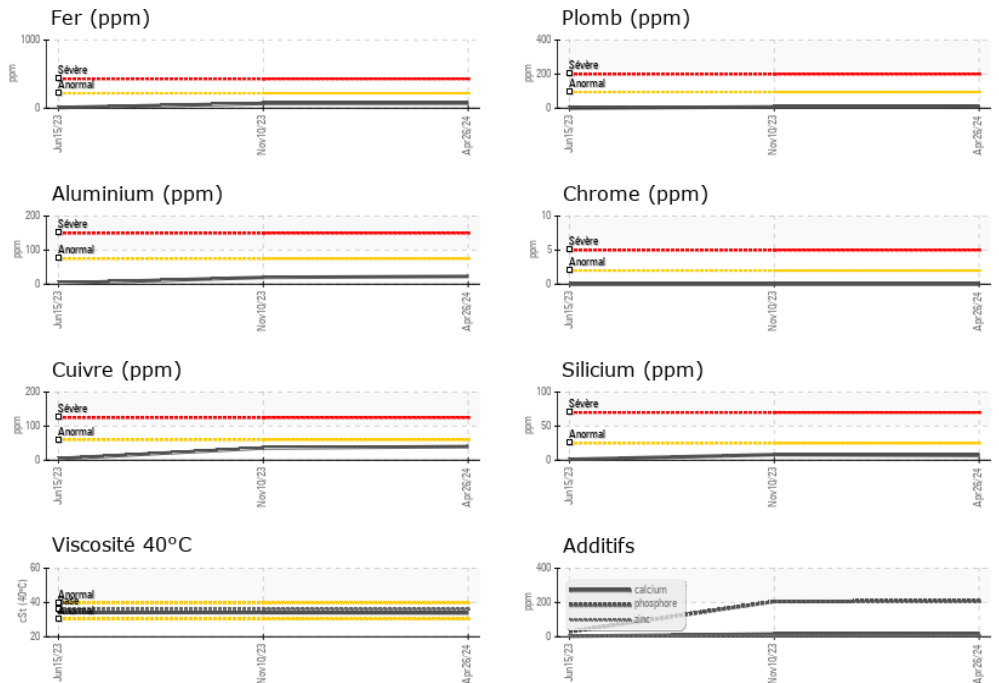 Fer (ppm)
1000
Sévère
Anormal
0
ppm
Jun15/23
Nov10/23
Apr26/24
Plomb (ppm)
400
200
Sévère
Anormal
0
ppm
Jun15/23
Nov10/23
Apr26/24
Aluminium (ppm)
200
Sévère
100
Anormal
0
ppm
Jun15/23
Nov10/23
Apr26/24
Chrome (ppm)
10
Sévère
5
Anormal
0
ppm
Jun15/23
Nov10/23
Apr26/24
Cuivre (ppm)
200
Sévère
100
Anormal
0
ppm
Jun15/23
Nov10/23
Apr26/24
Silicium (ppm)
100
Sévère
50
Anormal
0
ppm
Jun15/23
Nov10/23
Apr26/24
Viscosité 40°C
60
Anormal
40
Base
Anormal
20
cSt (40°C)
Jun15/23
Nov10/23
Apr26/24
Additifs
400
calcium
200
phosphore
zinc
0
ppm
Jun15/23
Nov10/23
Apr26/24